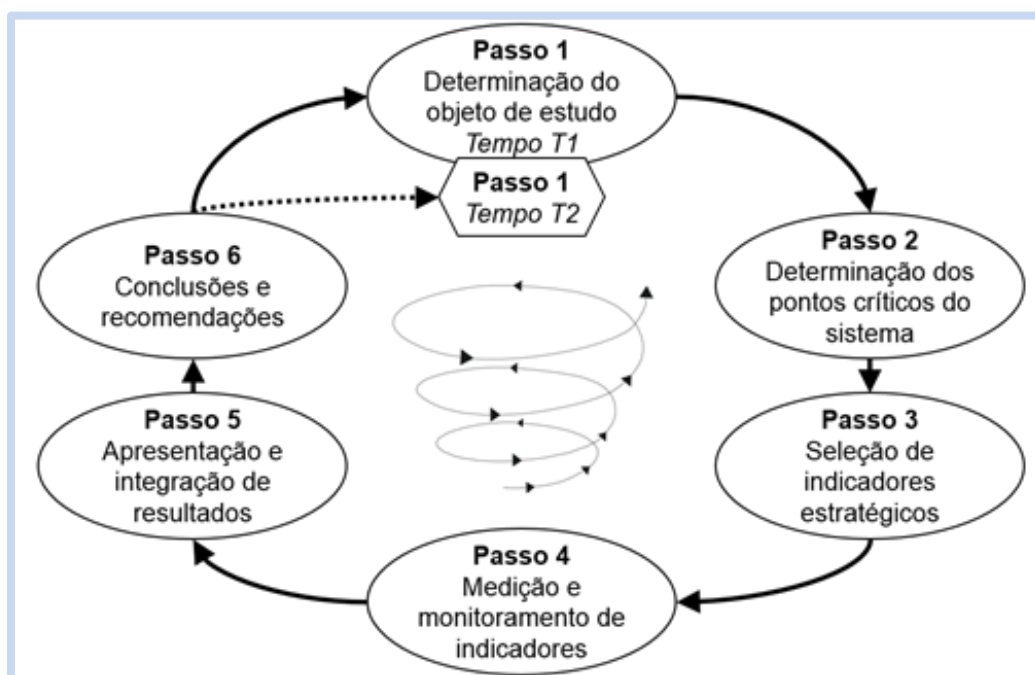 Passo 1
Determinação do
objeto de estudo
Tempo T1
Passo 1
Tempo T2
Passo 2
Determinação dos
pontos críticos do
sistema
Passo 3
Seleção de
indicadores
estratégicos
Passo 4
Medição e
monitoramento de
indicadores
Passo 5
Apresentação e
integração de
resultados
Passo 6
Conclusões e
recomendações